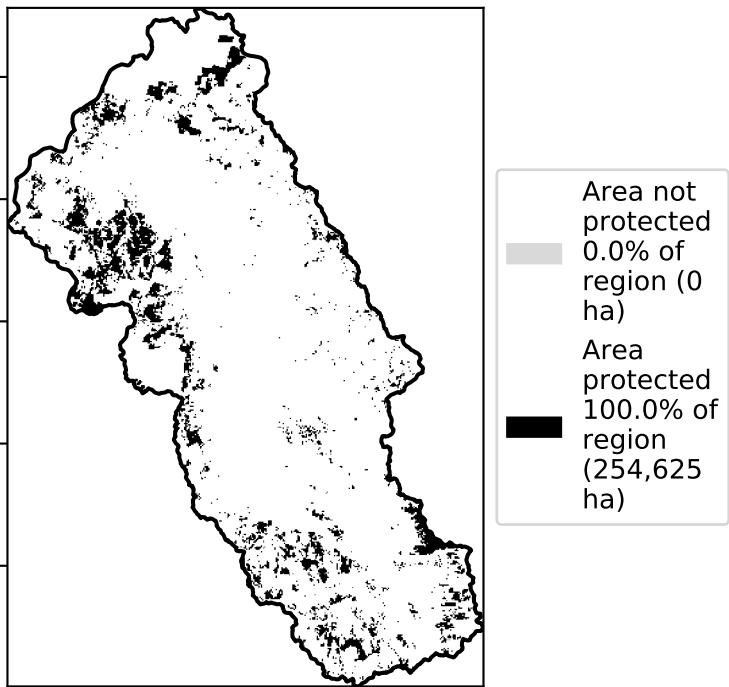 Area not
protected
0.0% of
region (0
ha)
Area
protected
100.0% of
region
(254,625
ha)